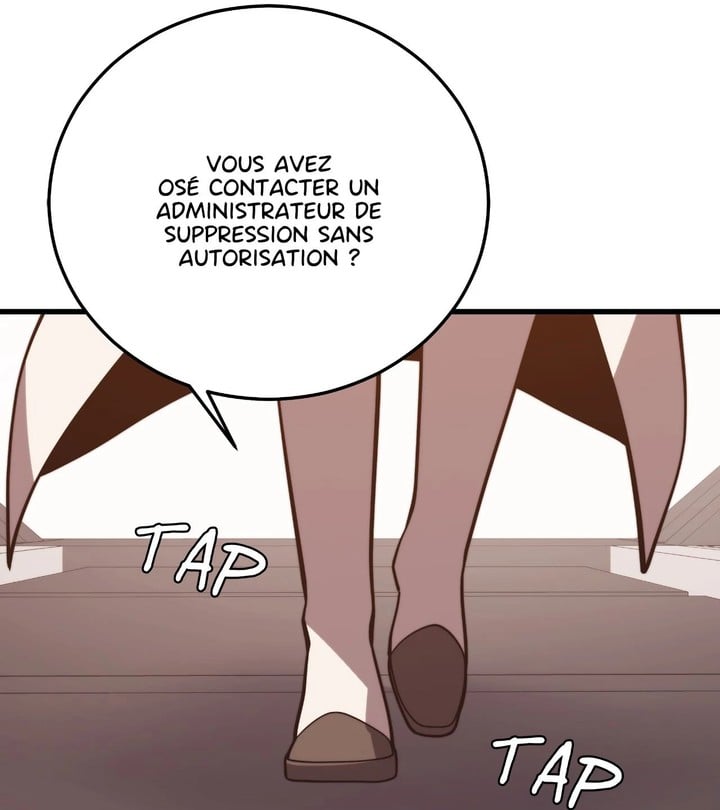 VOUS AVEZ
OSÉ CONTACTER UN
ADMINISTRATEUR DE
SUPPRESSION SANS
AUTORISATION ?
TAP
TAP